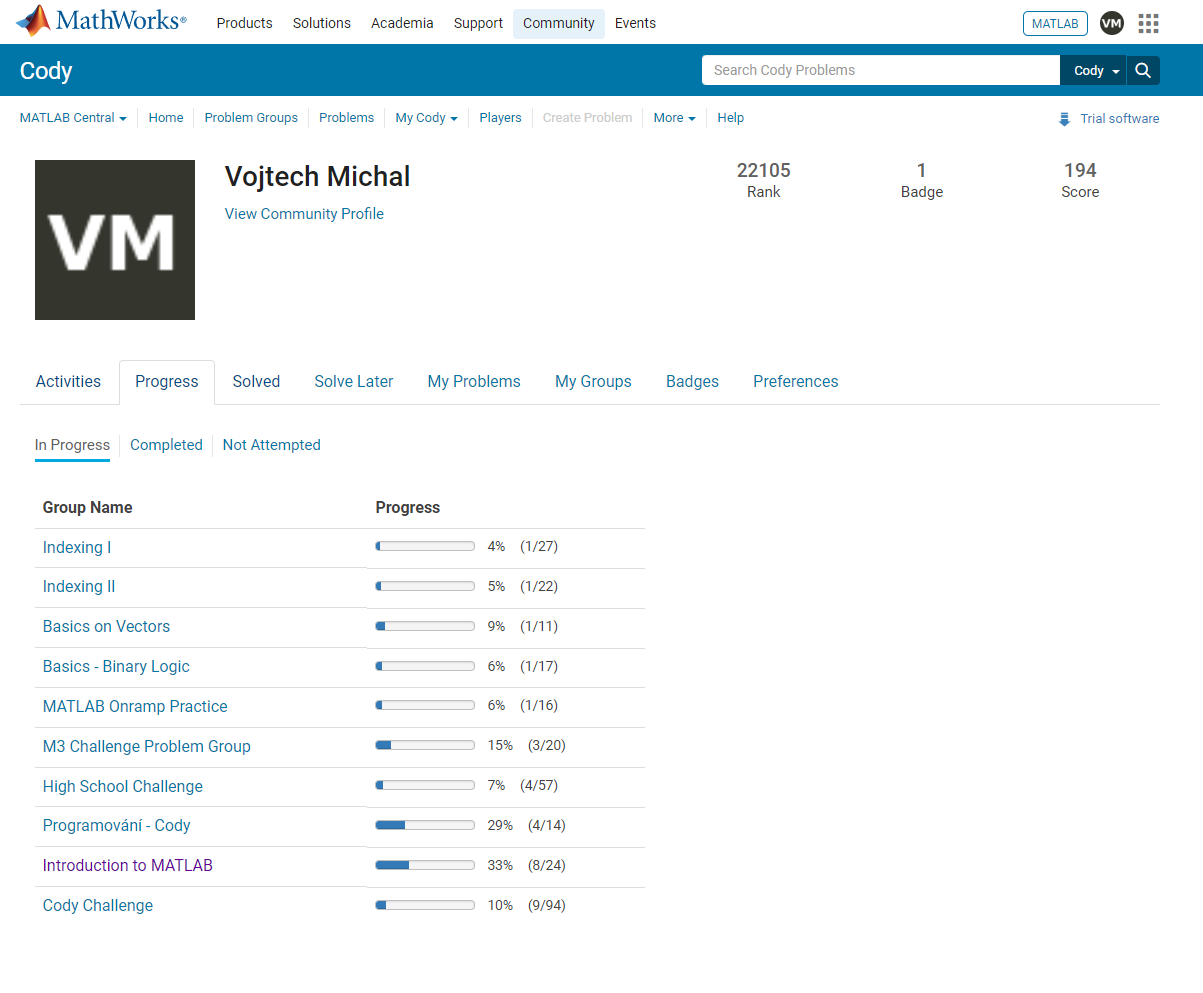 MathWorks®
Products Solutions Academia Support Community Events MATLAB VM
Cody Search Cody Problems Cody
MATLAB Central Home Problem Groups Problems My Cody Players Create Problem More Help Trial software
VM
Vojtech Michal
View Community Profile
22105 1 194
Rank Badge Score
Activities Progress Solved Solve Later My Problems My Groups Badges Preferences
In Progress Completed Not Attempted
Group Name Progress
Indexing I 4% (1/27)
Indexing II 5% (1/22)
Basics on Vectors 9% (1/11)
Basics - Binary Logic 6% (1/17)
MATLAB Onramp Practice 6% (1/16)
M3 Challenge Problem Group 15% (3/20)
High School Challenge 7% (4/57)
Programování - Cody 29% (4/14)
Introduction to MATLAB 33% (8/24)
Cody Challenge 10% (9/94)